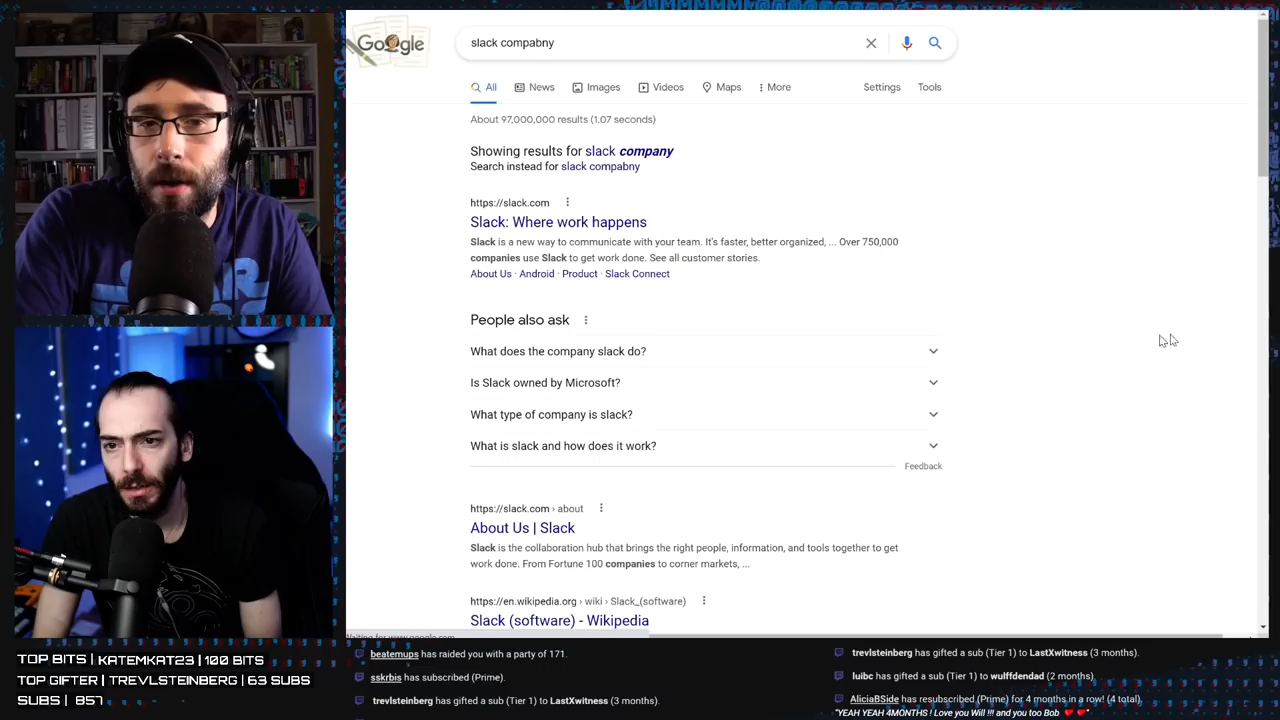 Google
slack compabny
All News Images Videos Maps More Settings Tools
About 97,000,000 results (1.07 seconds)
Showing results for slack company
Search instead for slack compabny
https://slack.com
Slack: Where work happens
Slack is a new way to communicate with your team. It's faster, better organized, ... Over 750,000
companies use Slack to get work done. See all customer stories.
About Us · Android · Product · Slack Connect
People also ask
What does the company slack do?
Is Slack owned by Microsoft?
What type of company is slack?
What is slack and how does it work?
Feedback
https://slack.com › about
About Us | Slack
Slack is the collaboration hub that brings the right people, information, and tools together to get
work done. From Fortune 100 companies to corner markets, ...
https://en.wikipedia.org › wiki › Slack_(software)
Slack (software) - Wikipedia
Waiting for www.google.com
TOP BITS | KATEMKAT23 | 100 BITS
TOP GIFTER | TREVLSTEINBERG | 63 SUBS
SUBS | 857
beatemups has raided you with a party of 171.
sskrbis has subscribed (Prime).
trevlsteinberg has gifted a sub (Tier 1) to LastXwitness (3 months).
trevlsteinberg has gifted a sub (Tier 1) to LastXwitness (3 months).
luibc has gifted a sub (Tier 1) to wulffdendad (2 months).
AliciaBSide has resubscribed (Prime) for 4 months in a row! (4 total).
"YEAH YEAH 4MONTHS ! Love you Will !!! and you too Bob ❤️ ❤️"